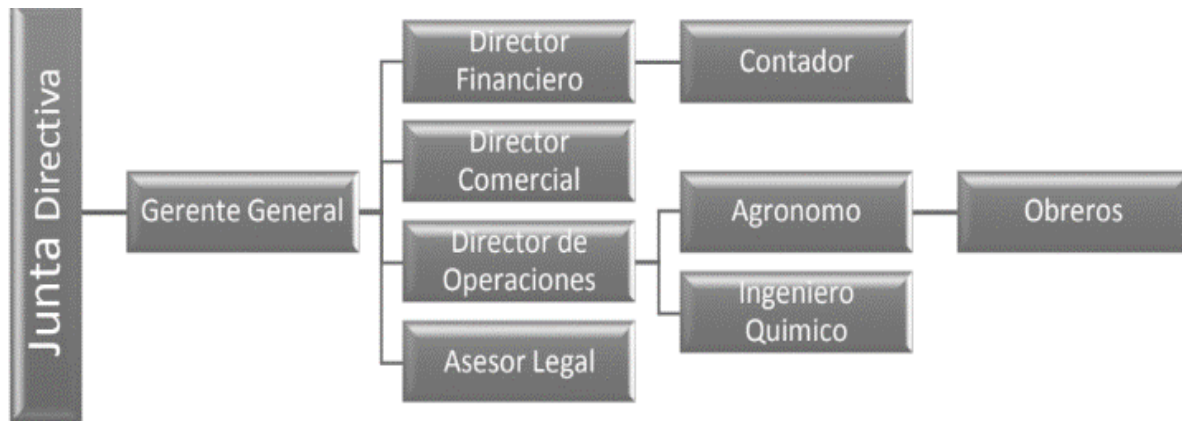 Junta Directiva
Gerente General
Director
Financiero
Contador
Director
Comercial
Director de
Operaciones
Agronomo
Obreros
Ingeniero
Quimico
Asesor Legal